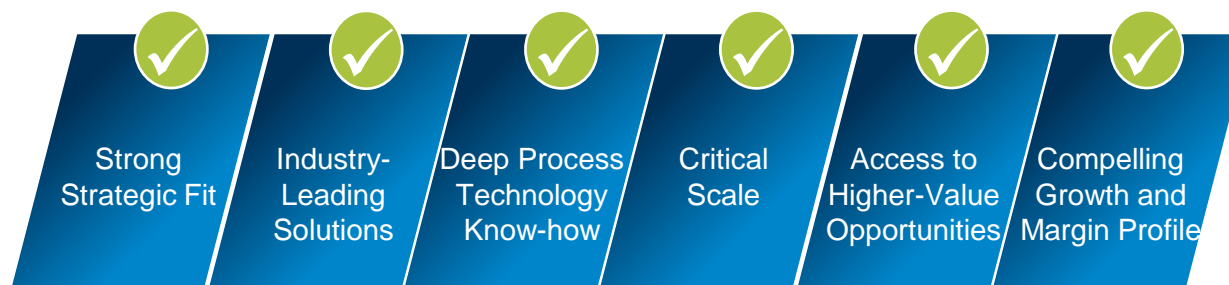 Strong
Strategic Fit
Industry-
Leading
Solutions
Deep Process
Technology
Know-how
Critical
Scale
Access to
Higher-Value
Opportunities
Compelling
Growth and
Margin Profile